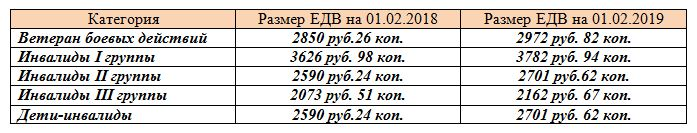 Категория Размер ЕДВ на 01.02.2018 Размер ЕДВ на 01.02.2019
Ветеран боевых действий 2850 руб.26 коп. 2972 руб. 82 коп.
Инвалиды I группы 3626 руб. 98 коп. 3782 руб. 94 коп.
Инвалиды II группы 2590 руб.24 коп. 2701 руб.62 коп.
Инвалиды III группы 2073 руб. 51 коп. 2162 руб. 67 коп.
Дети-инвалиды 2590 руб.24 коп. 2701 руб. 62 коп.